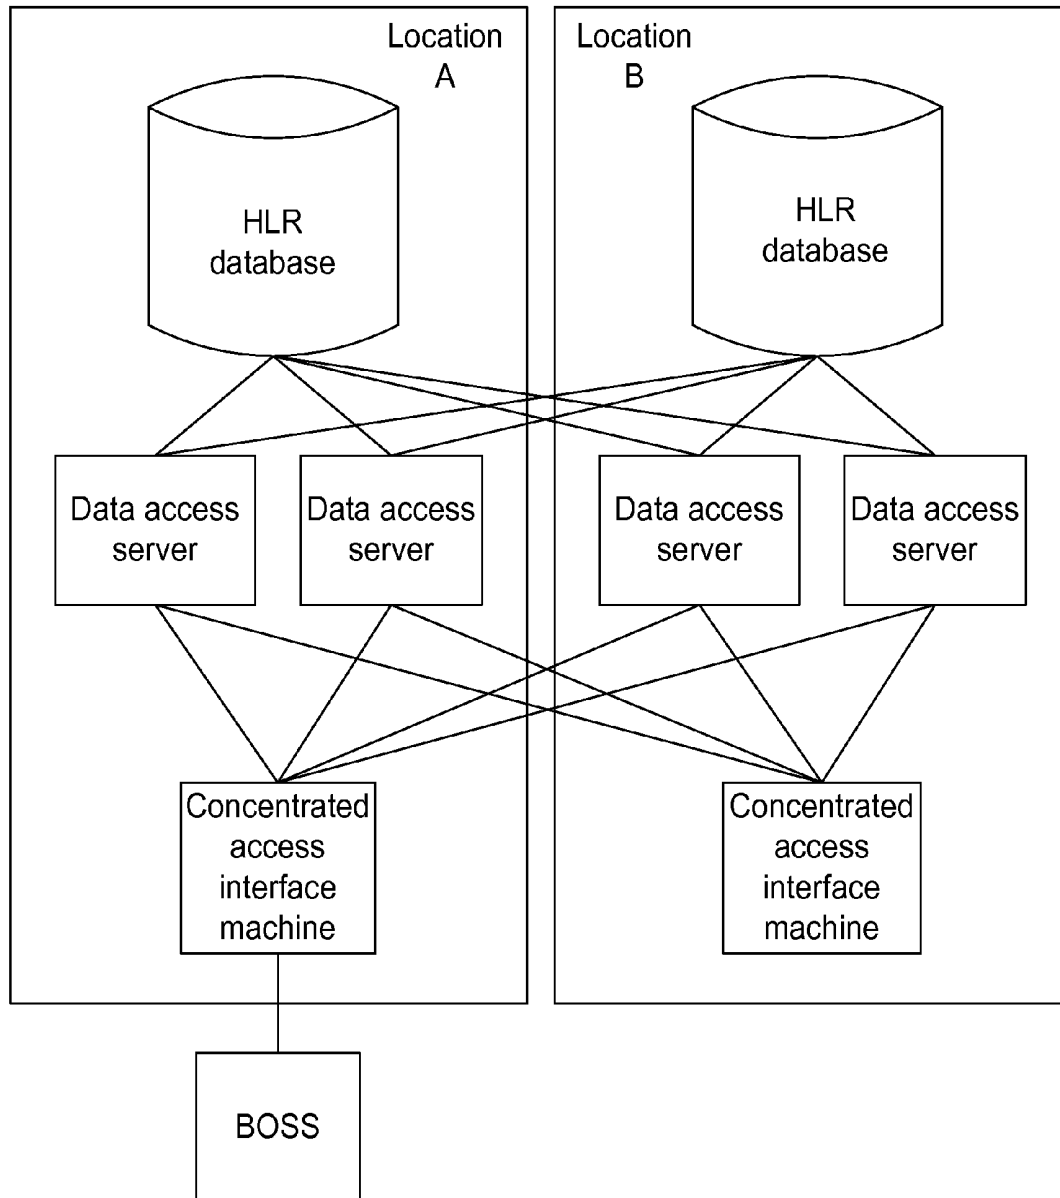 Location
A
Location
B
HLR
database
HLR
database
Data access
server
Data access
server
Data access
server
Data access
server
Concentrated
access
interface
machine
Concentrated
access
interface
machine
BOSS